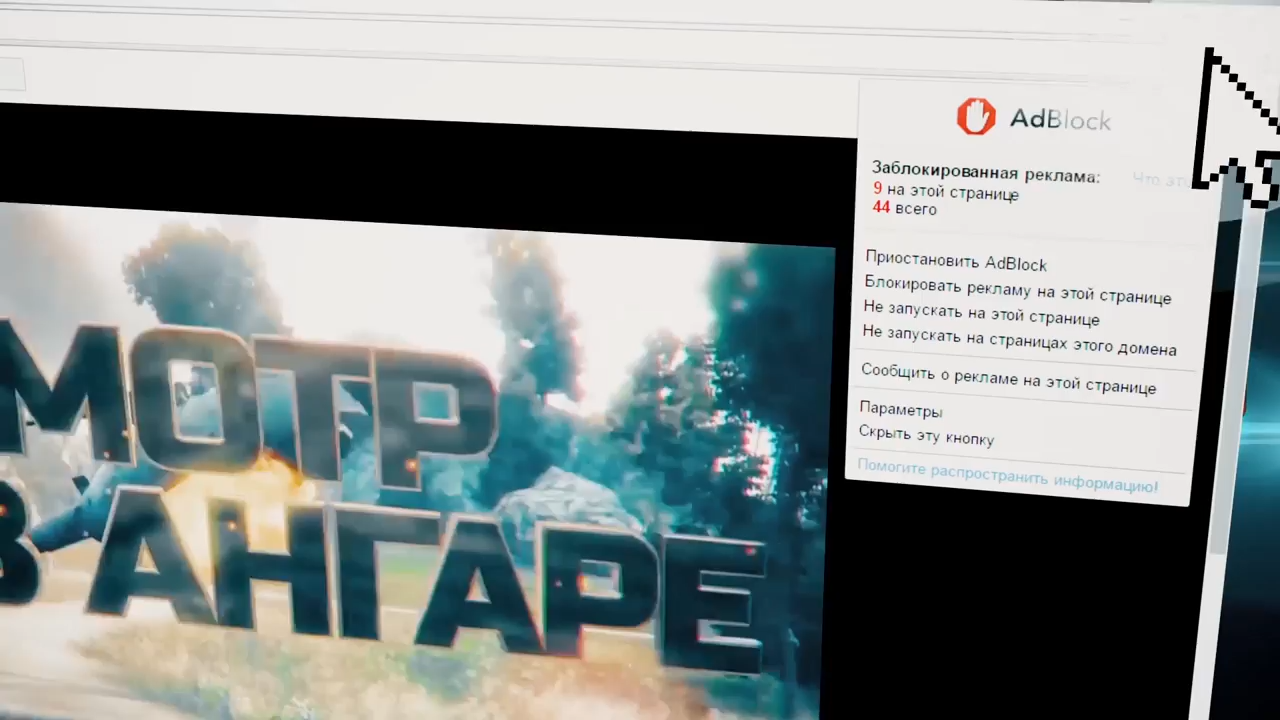 AdBlock
Заблокированная реклама:
9 на этой странице
44 всего
Приостановить AdBlock
Блокировать рекламу на этой странице
Не запускать на этой странице
Не запускать на страницах этого домена
Сообщить о рекламе на этой странице
Параметры
Скрыть эту кнопку
Помогите распространить информацию!
МОТР
В АНГАРЕ